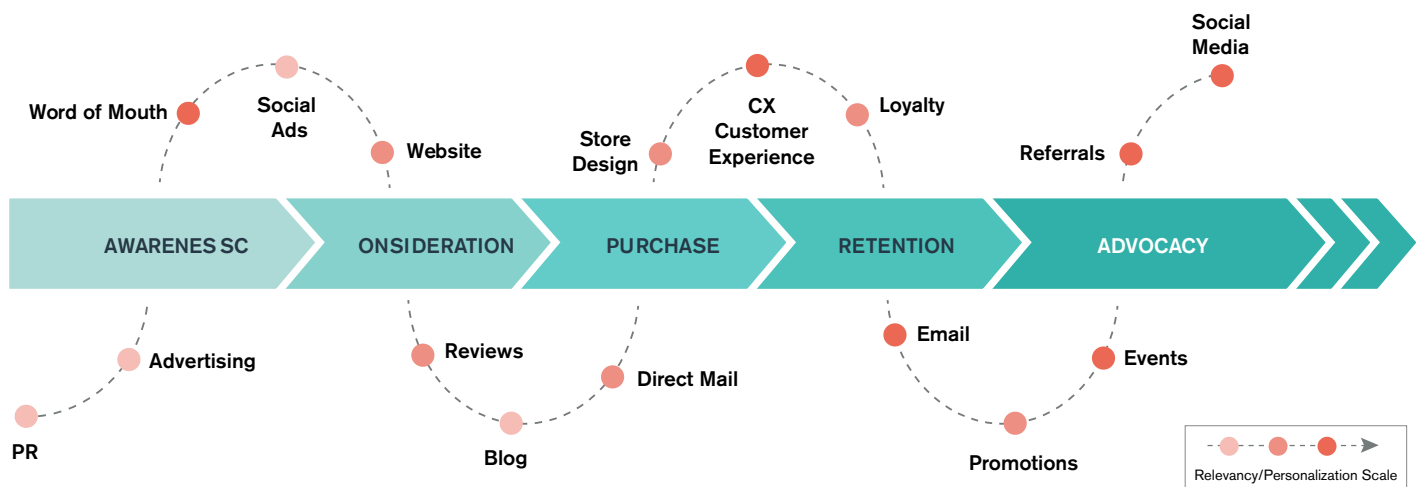 Social
Media
Word of Mouth
Social
Ads
Website
Store
Design
CX
Customer
Experience
Loyalty
Referrals
AWARENES SC
ONSIDERATION
PURCHASE
RETENTION
ADVOCACY
Advertising
PR
Reviews
Blog
Direct Mail
Email
Promotions
Events
Relevancy/Personalization Scale